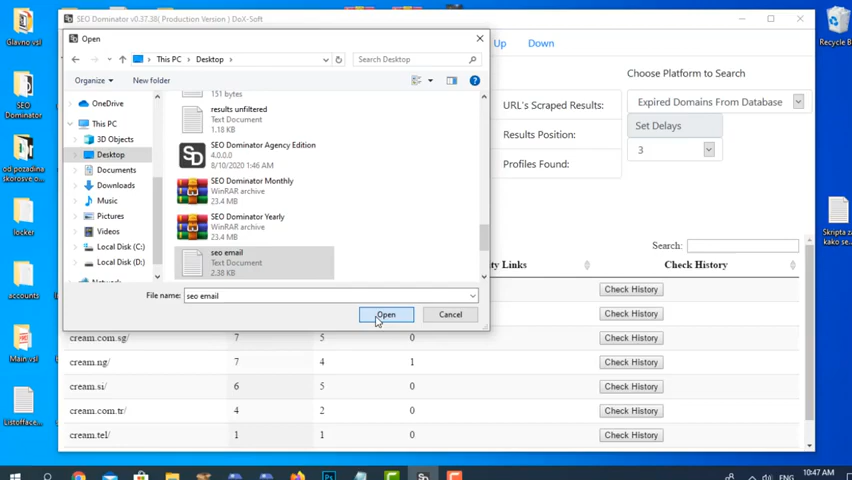 Glavno vsl
SEO Dominator
od pozadina
skorosve o...
locker
accounts
Main vsl
SEO Dominator v0.37.38( Production Version ) DoX-Soft
Open
This PC > Desktop >
Search Desktop
Organize
New folder
OneDrive
This PC
3D Objects
Desktop
Documents
Downloads
Music
Pictures
Videos
Local Disk (C:)
Local Disk (D:)
Network
151 bytes
results unfiltered
Text Document
1.18 KB
SEO Dominator Agency Edition
4.0.0.0
8/10/2020 1:46 AM
SEO Dominator Monthly
WinRAR archive
23.4 MB
SEO Dominator Yearly
WinRAR archive
23.4 MB
seo email
Text Document
2.38 KB
File name: seo email
Open
Cancel
Up
Down
Choose Platform to Search
URL's Scraped Results:
Expired Domains From Database
Results Position:
Set Delays
3
Profiles Found:
Search:
Links
Check History
Check History
Check History
cream.com.sg/ 7 5 0 Check History
cream.ng/ 7 4 1 Check History
cream.si/ 6 5 0 Check History
cream.com.tr/ 4 2 0 Check History
cream.tel/ 1 1 0 Check History
Recycle B
Skripta za
kako se...
ENG
10:47 AM